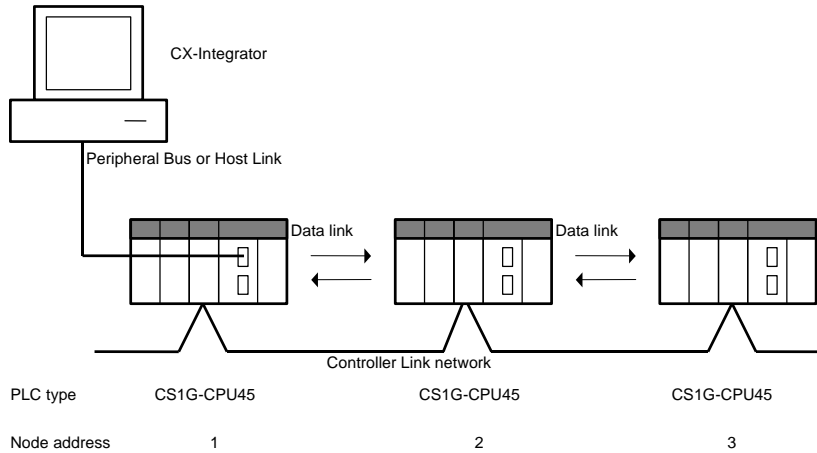 CX-Integrator
Peripheral Bus or Host Link
Data link
Data link
Controller Link network
PLC type CS1G-CPU45 CS1G-CPU45 CS1G-CPU45
Node address 1 2 3